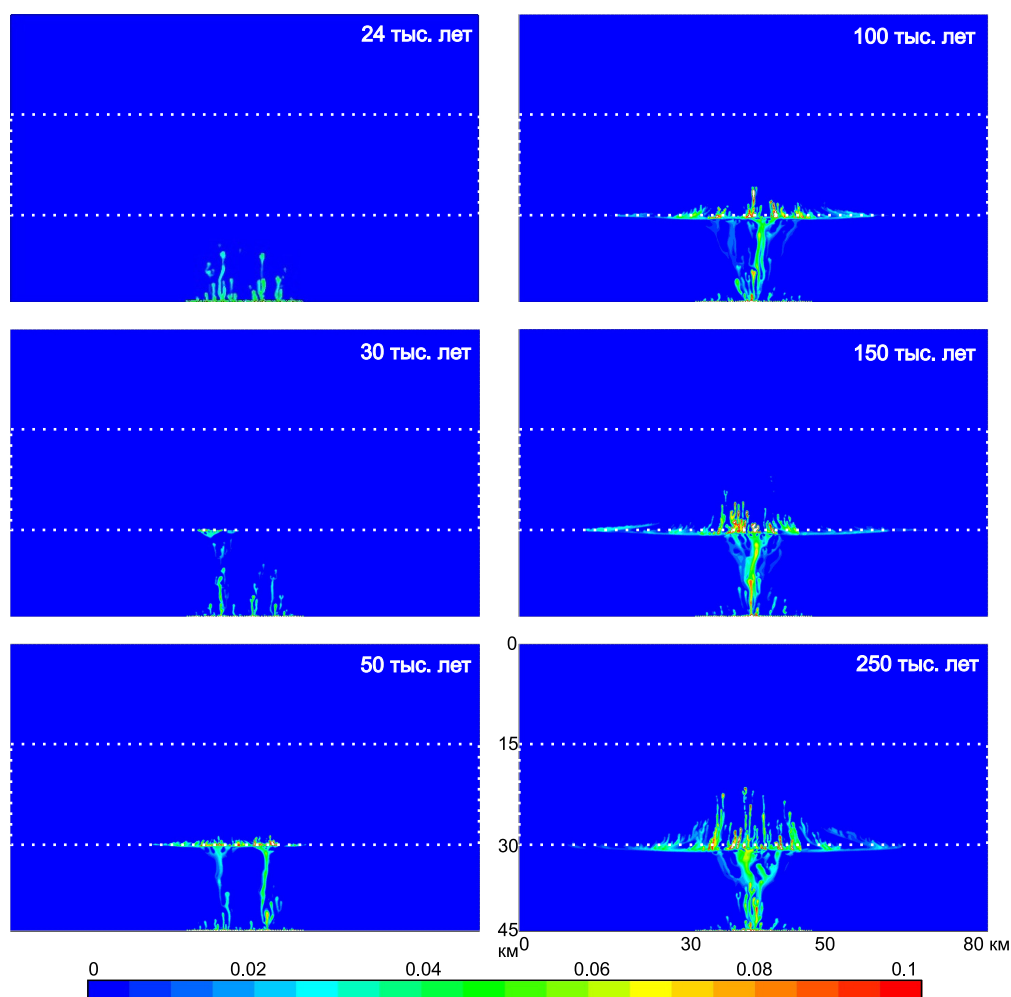 24 тыс. лет
100 тыс. лет
30 тыс. лет
150 тыс. лет
50 тыс. лет
250 тыс. лет
0
15
30
45
км
0 30 50 80 км
0 0.02 0.04 0.06 0.08 0.1